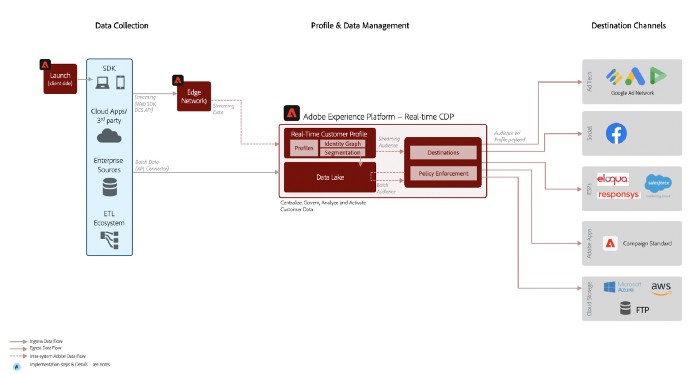 Data Collection
Profile & Data Management
Destination Channels
Launch
(client side)
SDK
Cloud Apps/
3rd party
Enterprise
Sources
ETL
Ecosystem
Streaming
(Web SDK,
DCS API)
Batch Data
(API, Connector)
Edge
Network
Streaming
Data
Adobe Experience Platform – Real-time CDP
Real-Time Customer Profile
Profiles
Identity Graph
Segmentation
Data Lake
Streaming
Audience
Batch
Audience
Destinations
Policy Enforcement
Centralize, Govern, Analyze and Activate
Customer Data
Audience w/
Profile payload
Ad Tech
Google Ad Network
Social
ESPs
eloqua
salesforce
responsys
Adobe Apps
Campaign Standard
Cloud Storage
Microsoft
Azure
aws
FTP
Ingress Data Flow
Egress Data Flow
Intra-system Adobe Data Flow
Implementation Keys & Details - see notes